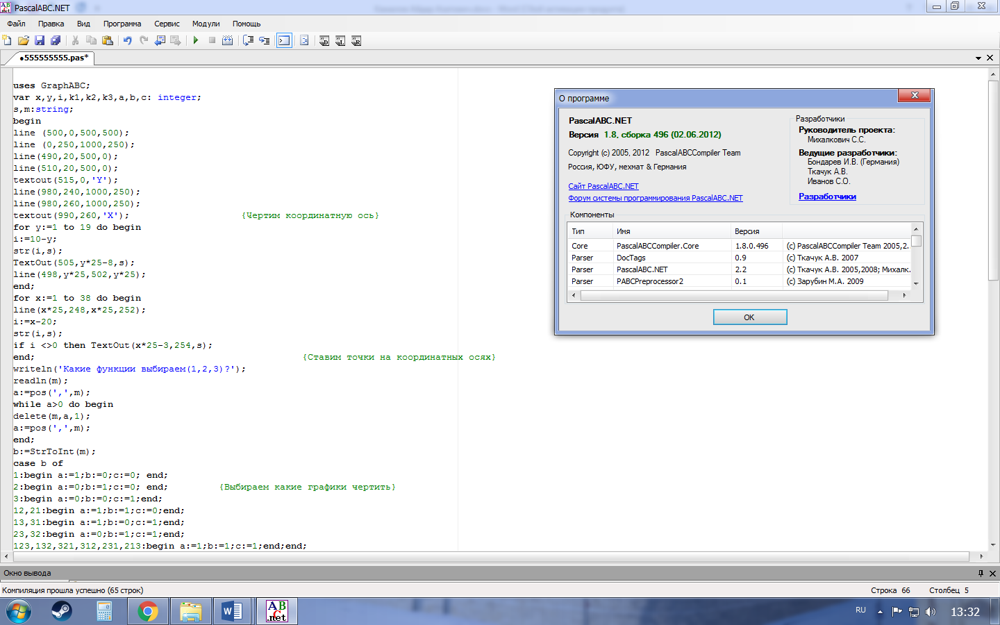 PascalABC.NET
Файл Правка Вид Программа Сервис Модули Помощь
•555555555.pas*
uses GraphABC;
var x,y,i,k1,k2,k3,a,b,c: integer;
s,m:string;
begin
line (500,0,500,500);
line (0,250,1000,250);
line(490,20,500,0);
line(510,20,500,0);
textout(515,0,'Y');
line(980,240,1000,250);
line(980,260,1000,250);
textout(990,260,'X'); {Чертим координатную ось}
for y:=1 to 19 do begin
i:=10-y;
str(i,s);
TextOut(505,y*25-8,s);
line(498,y*25,502,y*25);
end;
for x:=1 to 38 do begin
line(x*25,248,x*25,252);
i:=x-20;
str(i,s);
if i <>0 then TextOut(x*25-3,254,s);
end; {Ставим точки на координатных осях}
writeln('Какие функции выбираем(1,2,3)?');
readln(m);
a:=pos(',',m);
while a>0 do begin
delete(m,a,1);
a:=pos(',',m);
end;
b:=StrToInt(m);
case b of
1:begin a:=1;b:=0;c:=0; end;
2:begin a:=0;b:=1;c:=0; end; {Выбираем какие графики чертить}
3:begin a:=0;b:=0;c:=1;end;
12,21:begin a:=1;b:=1;c:=0;end;
13,31:begin a:=1;b:=0;c:=1;end;
23,32:begin a:=0;b:=1;c:=1;end;
123,132,321,312,231,213:begin a:=1;b:=1;c:=1;end;end;
О программе
PascalABC.NET
Версия 1.8, сборка 496 (02.06.2012)
Copyright (c) 2005, 2012 PascalABCCompiler Team
Россия, ЮФУ, мехмат & Германия
Сайт PascalABC.NET
Форум системы программирования PascalABC.NET
Разработчики
Руководитель проекта:
Михалкович С.С.
Ведущие разработчики:
Бондарев И.В. (Германия)
Ткачук А.В.
Иванов С.О.
Разработчики
Компоненты
Тип Имя Версия
Core PascalABCCompiler.Core 1.8.0.496 (c) PascalABCCompiler Team 2005,2.
Parser DocTags 0.9 (c) Ткачук А.В. 2007
Parser PascalABC.NET 2.2 (c) Ткачук А.В. 2005,2008; Михалк.
Parser PABCPreprocessor2 0.1 (c) Зарубин М.А. 2009
ОК
Окно вывода
Компиляция прошла успешно (65 строк) Строка 66 Столбец 5
RU 13:32